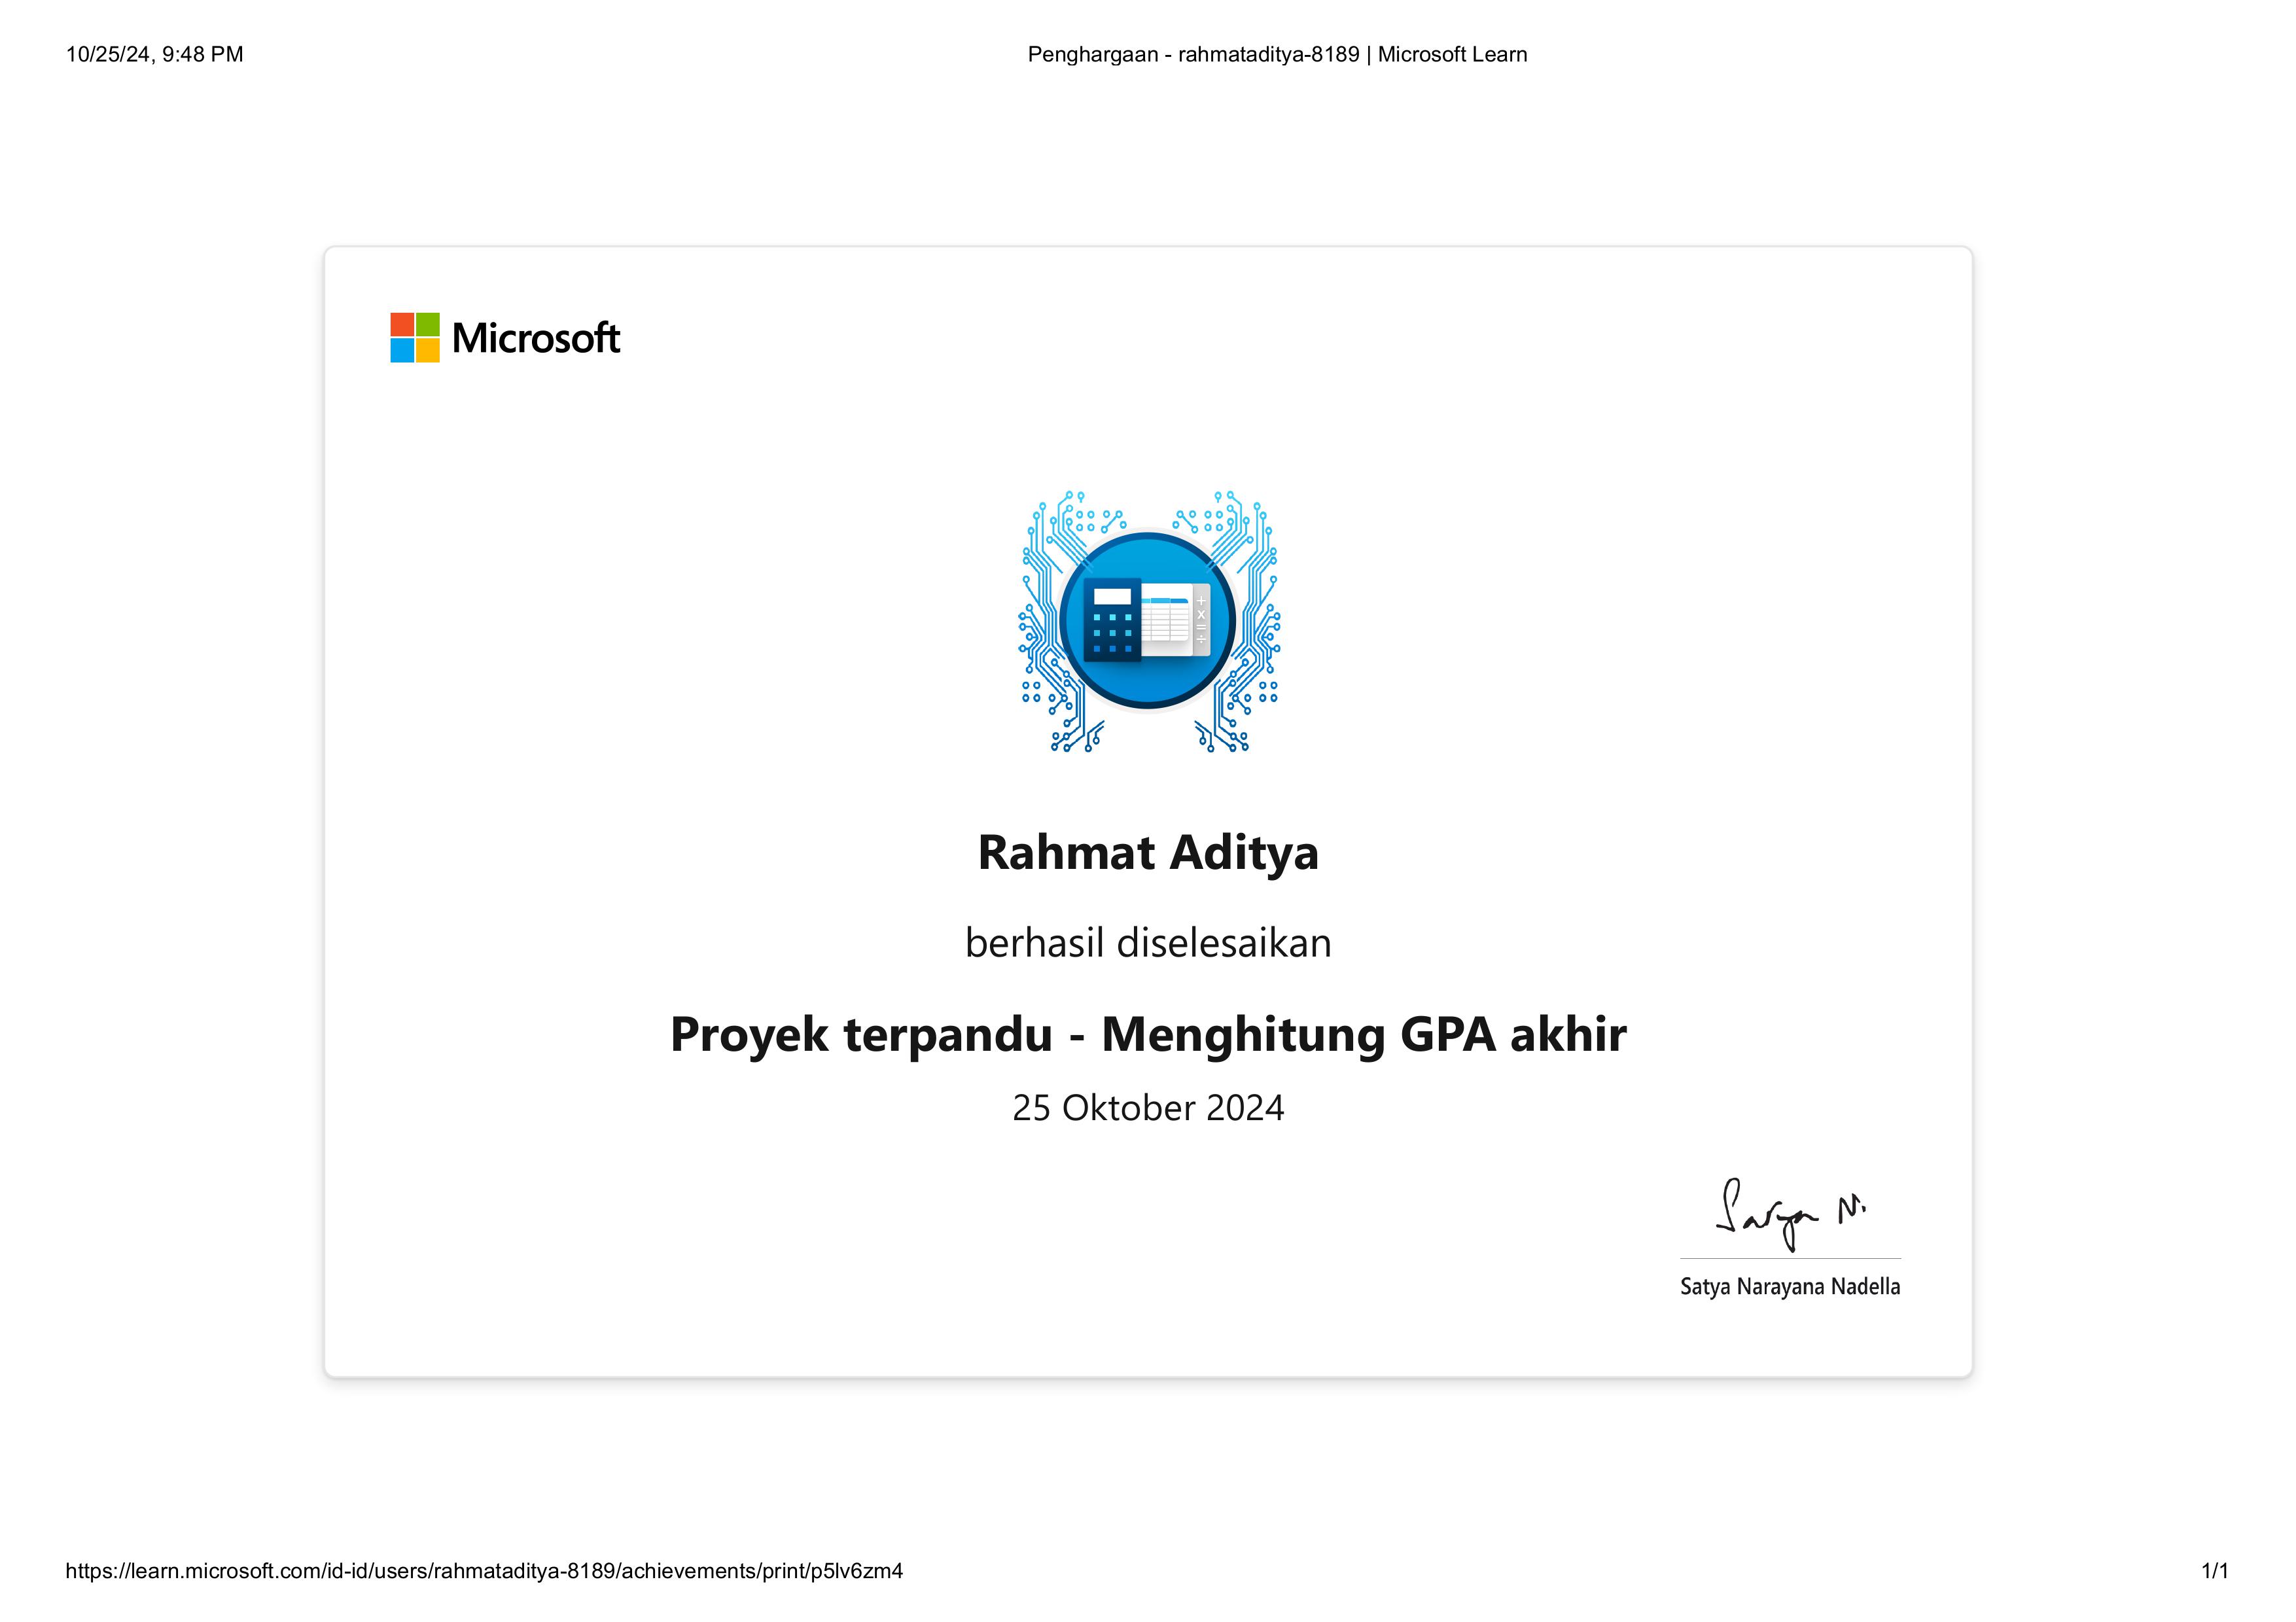 10/25/24, 9:48 PM
Penghargaan - rahmataditya-8189 | Microsoft Learn
Microsoft
+
x
=
÷
Rahmat Aditya
berhasil diselesaikan
Proyek terpandu - Menghitung GPA akhir
25 Oktober 2024
Satya N.
Satya Narayana Nadella
https://learn.microsoft.com/id-id/users/rahmataditya-8189/achievements/print/p5lv6zm4
1/1